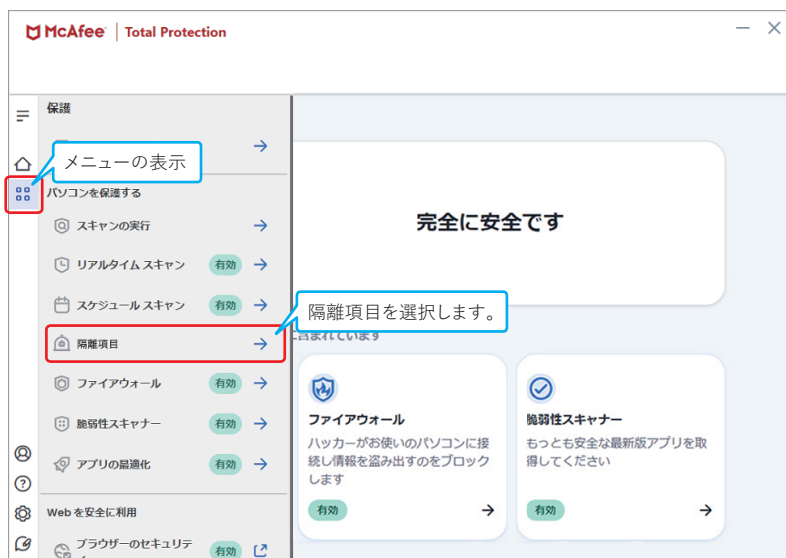 McAfee Total Protection
保護
メニューの表示
パソコンを保護する
スキャンの実行
リアルタイム スキャン 有効
スケジュール スキャン 有効
隔離項目
隔離項目を選択します。
ファイアウォール 有効
脆弱性スキャナー 有効
アプリの最適化 有効
Web を安全に利用
ブラウザーのセキュリテ
有効
完全に安全です
に含まれています
ファイアウォール
ハッカーがお使いのパソコンに接
続し情報を盗み出すのをブロック
します
有効
脆弱性スキャナー
もっとも安全な最新版アプリを取
得してください
有効